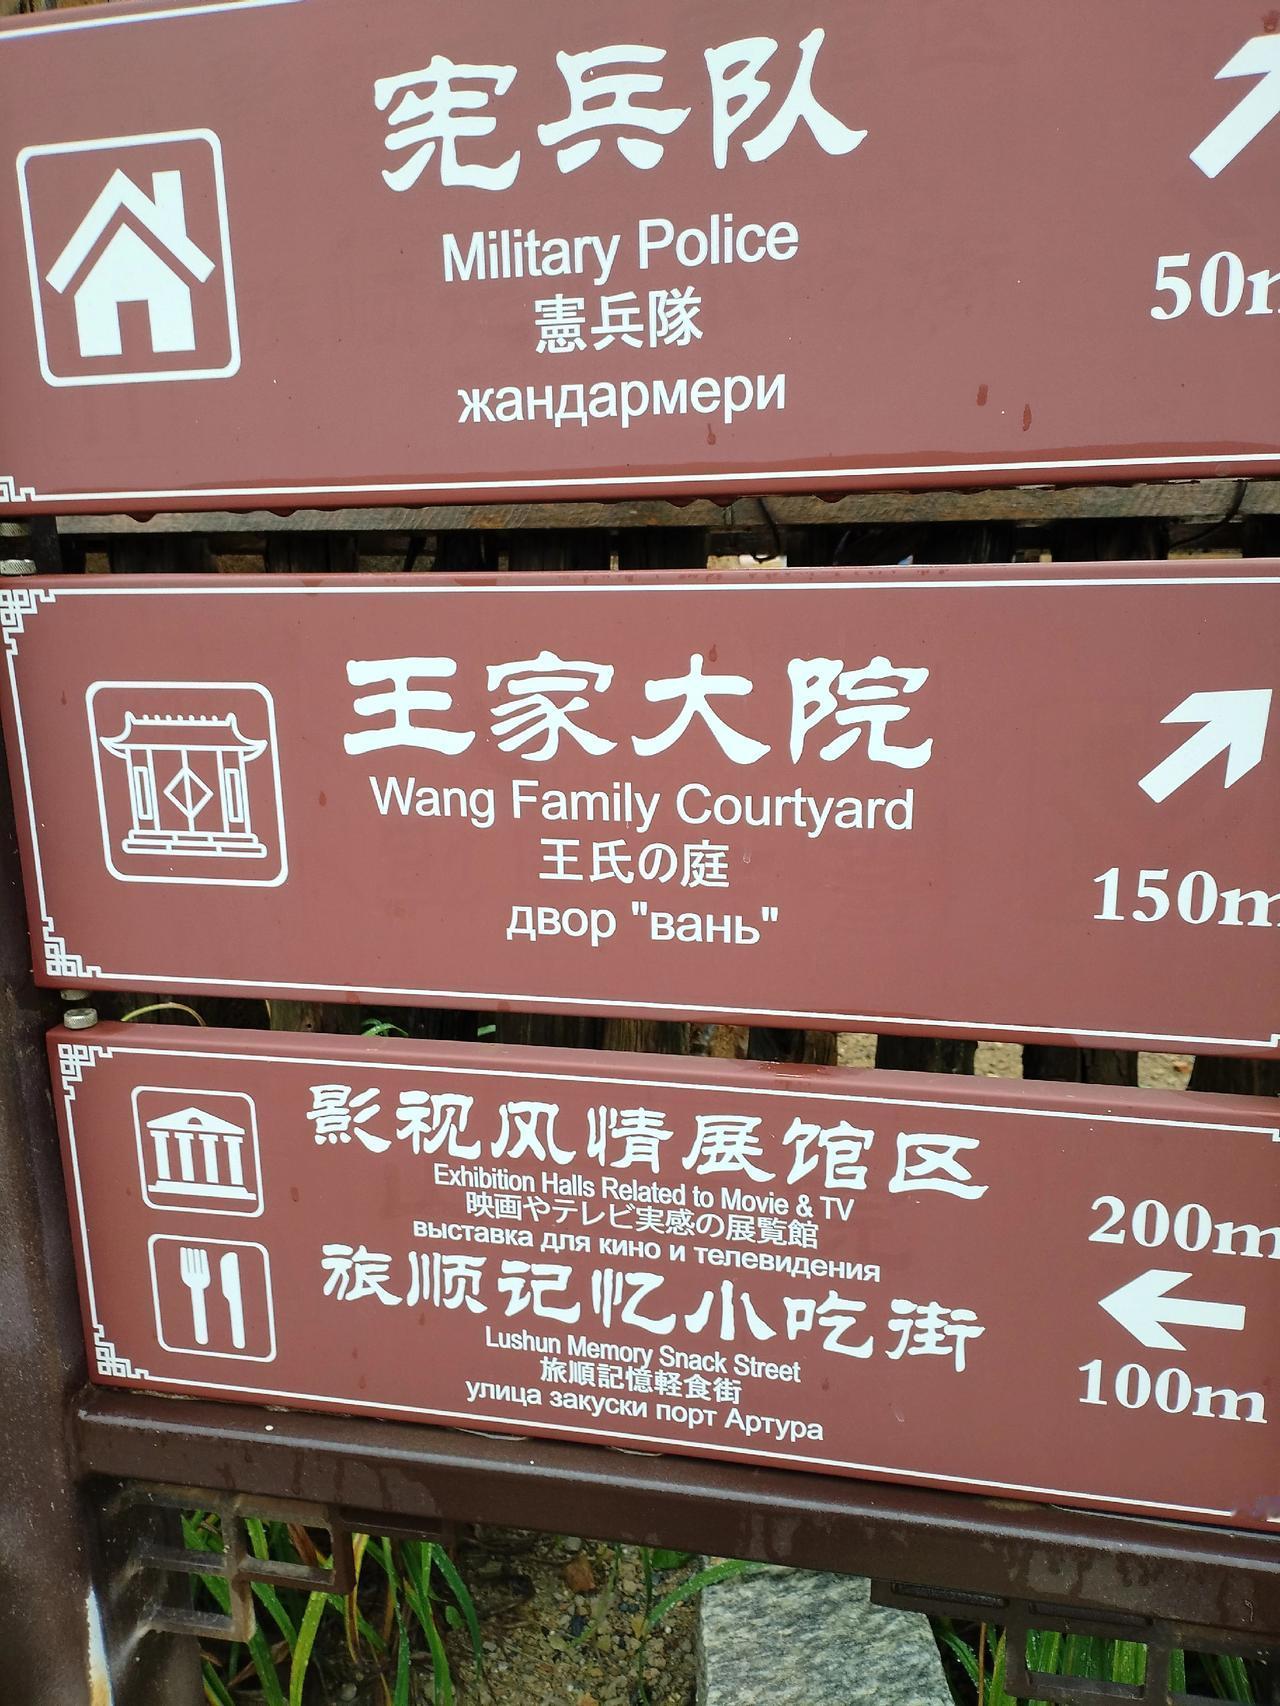 宪兵队
Military Police
憲兵隊
жандармери
50m
王家大院
Wang Family Courtyard
王氏の庭
двор "вань"
150m
影视风情展馆区
Exhibition Halls Related to Movie & TV
映画やテレビ実感の展覧館
выставка для кино и телевидения
200m
旅顺记忆小吃街
Lushun Memory Snack Street
旅順記憶軽食街
улица закуски порт Артура
100m